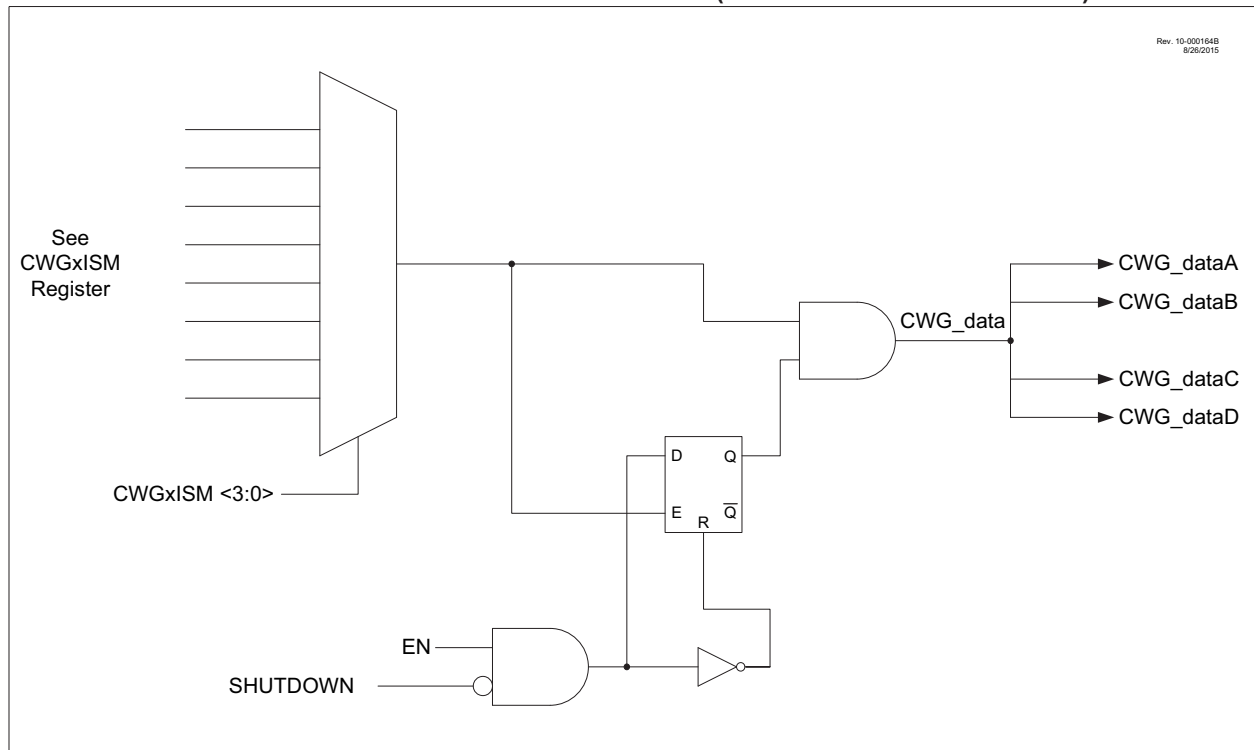 Rev. 10-000164B
8/26/2015
See
CWGxISM
Register
CWGxISM <3:0>
CWG_data
CWG_dataA
CWG_dataB
CWG_dataC
CWG_dataD
D Q
E Q̅
R
EN
SHUTDOWN